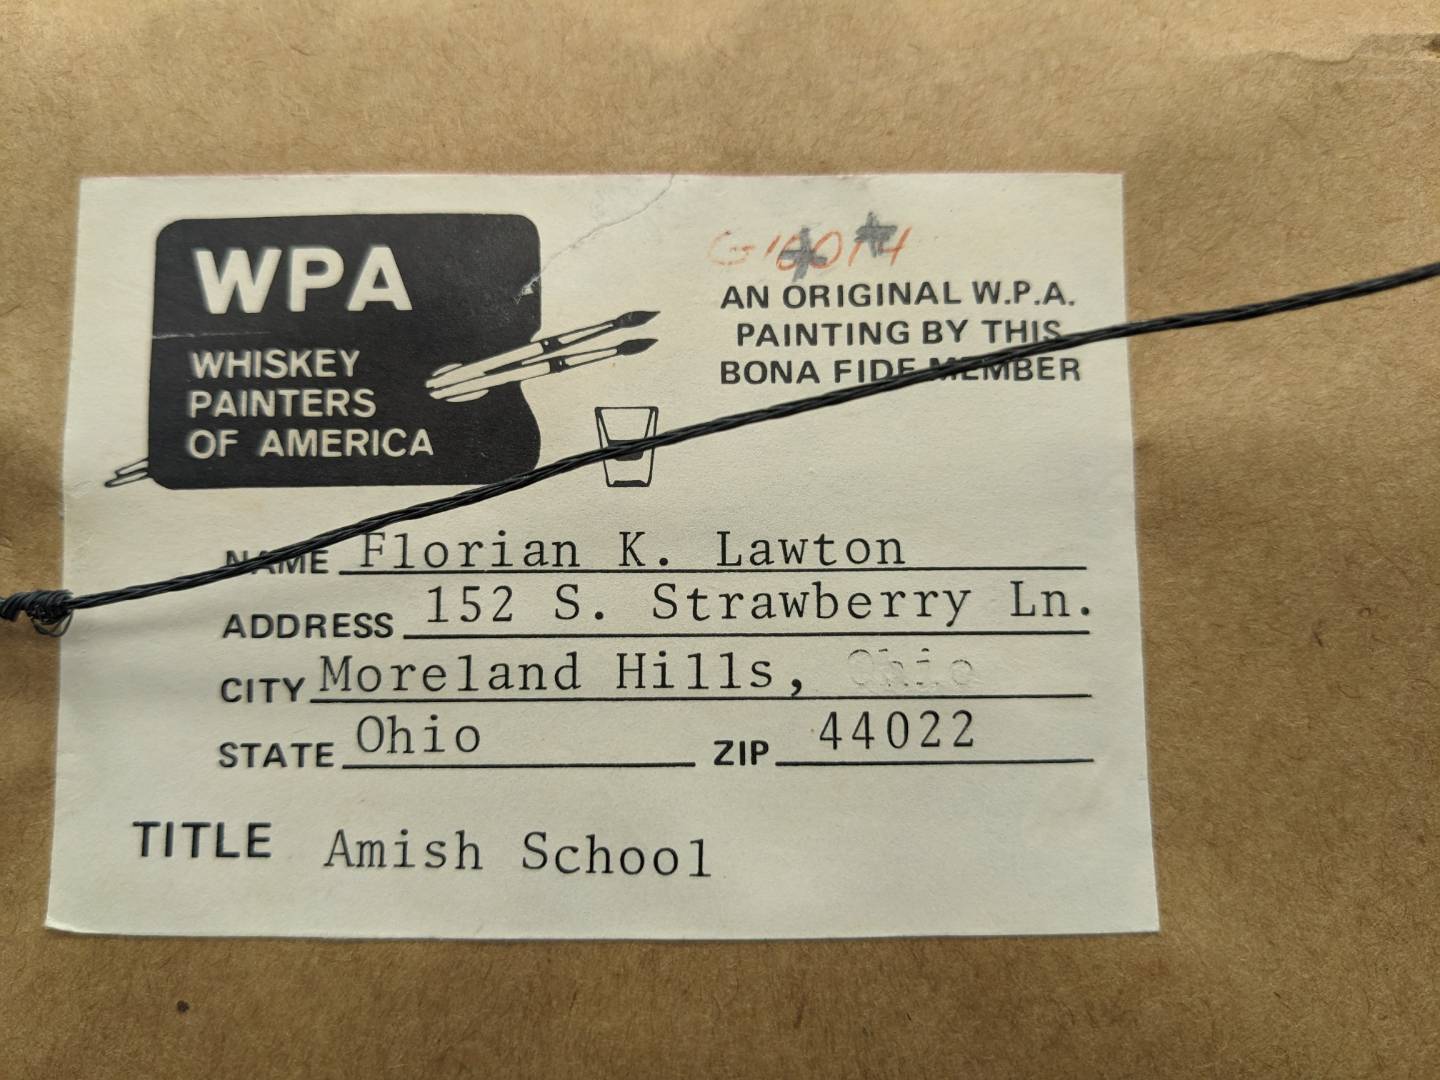 WPA
WHISKEY
PAINTERS
OF AMERICA
AN ORIGINAL W.P.A.
PAINTING BY THIS
BONA FIDE MEMBER
NAME Florian K. Lawton
ADDRESS 152 S. Strawberry Ln.
CITY Moreland Hills, Ohio
STATE Ohio ZIP 44022
TITLE Amish School